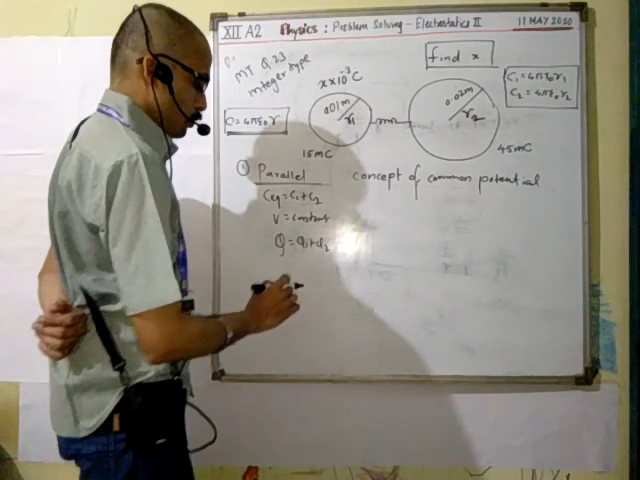 XII A2 Physics: Problem Solving - Electrostatics II 11 MAY 2020
Q.
MT Q.23
Integer type
find x
C₁=4πε₀r₁
C₂=4πε₀r₂
x×10⁻³C
0.01m
r₁
0.02m
r₂
C=4πε₀r
15mC
45mC
① Parallel concept of common potential
Ceq=C₁+C₂
V=constant
Q=q₁+q₂